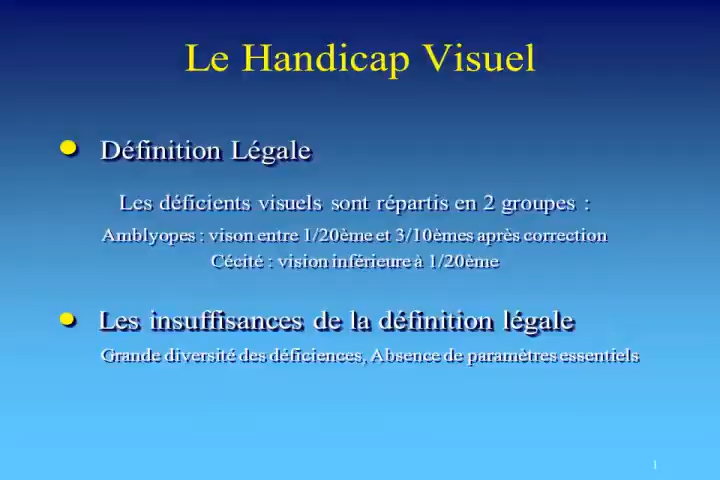 Le Handicap Visuel
Définition Légale
Les déficients visuels sont répartis en 2 groupes :
Amblyopes : vison entre 1/20ème et 3/10èmes après correction
Cécité : vision inférieure à 1/20ème
Les insuffisances de la définition légale
Grande diversité des déficiences, Absence de paramètres essentiels
1